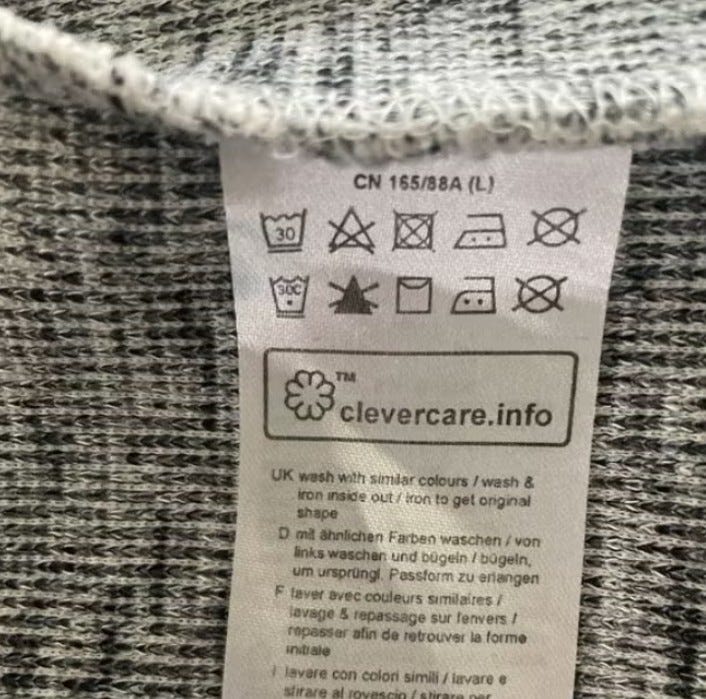 CN 165/88A (L)
30
30C
TM
clevercare.info
UK wash with similar colours / wash &
iron inside out / iron to get original
shape
D mit ähnlichen Farben waschen / von
links waschen und bügeln / bügeln,
um ursprüngl. Passform zu erlangen
F laver avec couleurs similaires /
lavage & repassage sur l'envers /
repasser afin de retrouver la forme
initiale
I lavare con colori simili / lavare e
stirare al rovescio / stirare per